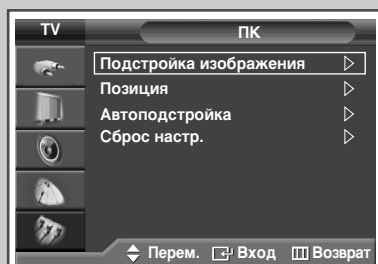 TV ПК
Подстройка изображения
Позиция
Автоподстройка
Сброс настр.
Перем. Вход Возврат